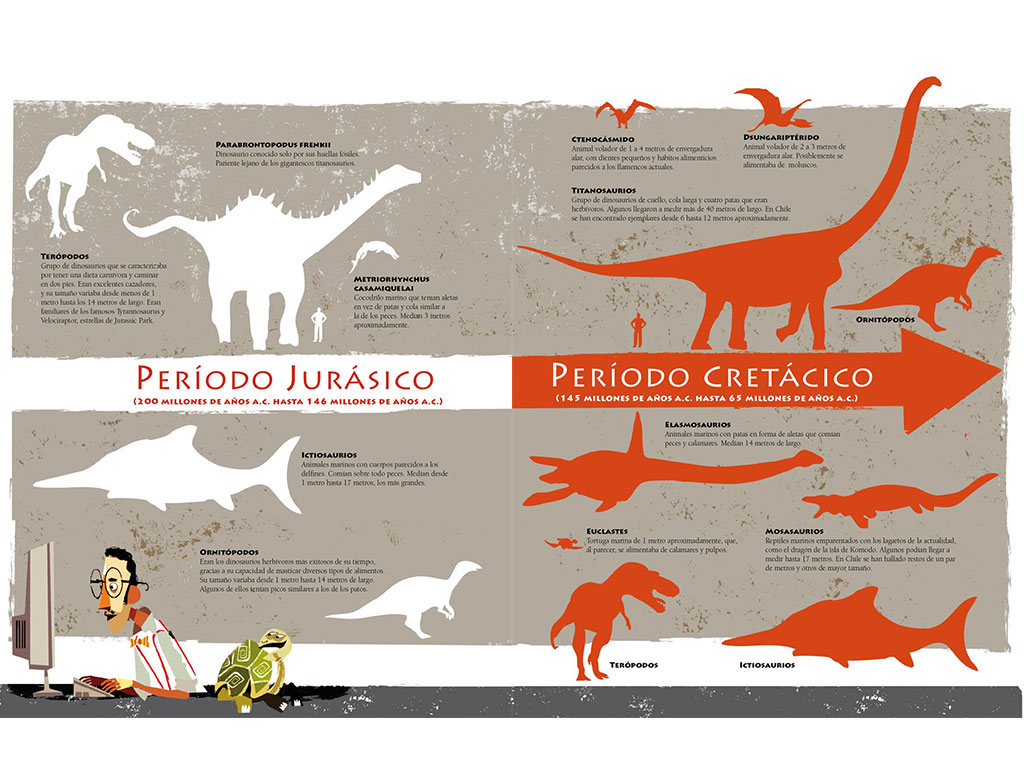 Parabrontopodus frenkii
Dinosaurio conocido solo por sus huellas fósiles.
Pariente lejano de los gigantescos titanosaurios.
Terópodos
Grupo de dinosaurios que se caracterizaba
por tener una dieta carnívora y caminar
en dos pies. Eran excelentes cazadores,
y su tamaño variaba desde menos de 1
metro hasta los 14 metros de largo. Eran
familiares de los famosos Tyrannosaurus y
Velociraptor, estrellas de Jurassic Park.
Metriorhynchus
casamiquelai
Cocodrilo marino que tenían aletas
en vez de patas y cola similar a
la de los peces. Medían 3 metros
aproximadamente.
Ctenocásmido
Animal volador de 1 a 4 metros de envergadura
alar, con dientes pequeños y hábitos alimenticios
parecidos a los flamencos actuales.
Dsungariptérido
Animal volador de 2 a 3 metros de
envergadura alar. Posiblemente se
alimentaba de moluscos.
Titanosaurios
Grupo de dinosaurios de cuello, cola larga y cuatro patas que eran
herbívoros. Algunos llegaron a medir más de 40 metros de largo. En Chile
se han encontrado ejemplares desde 6 hasta 12 metros aproximadamente.
Ornitópodos
Período Jurásico
(200 millones de años a.C. hasta 146 millones de años a.C.)
Período Cretácico
(145 millones de años a.C. hasta 65 millones de años a.C.)
Ictiosaurios
Animales marinos con cuerpos parecidos a los
delfines. Comían sobre todo peces. Medían desde
1 metro hasta 17 metros, los más grandes.
Ornitópodos
Eran los dinosaurios herbívoros más exitosos de su tiempo,
gracias a su capacidad de masticar diversos tipos de alimentos.
Su tamaño variaba desde 1 metro hasta 14 metros de largo.
Algunos de ellos tenían picos similares a los de los patos.
Elasmosaurios
Animales marinos con patas en forma de aletas que comían
peces y calamares. Medían 14 metros de largo.
Euclastes
Tortuga marina de 1 metro aproximadamente, que,
al parecer, se alimentaba de calamares y pulpos.
Mosasaurios
Reptiles marinos emparentados con los lagartos de la actualidad,
como el dragón de la isla de Komodo. Algunos podían llegar a
medir hasta 17 metros. En Chile se han hallado restos de un par
de metros y otros de mayor tamaño.
Terópodos
Ictiosaurios